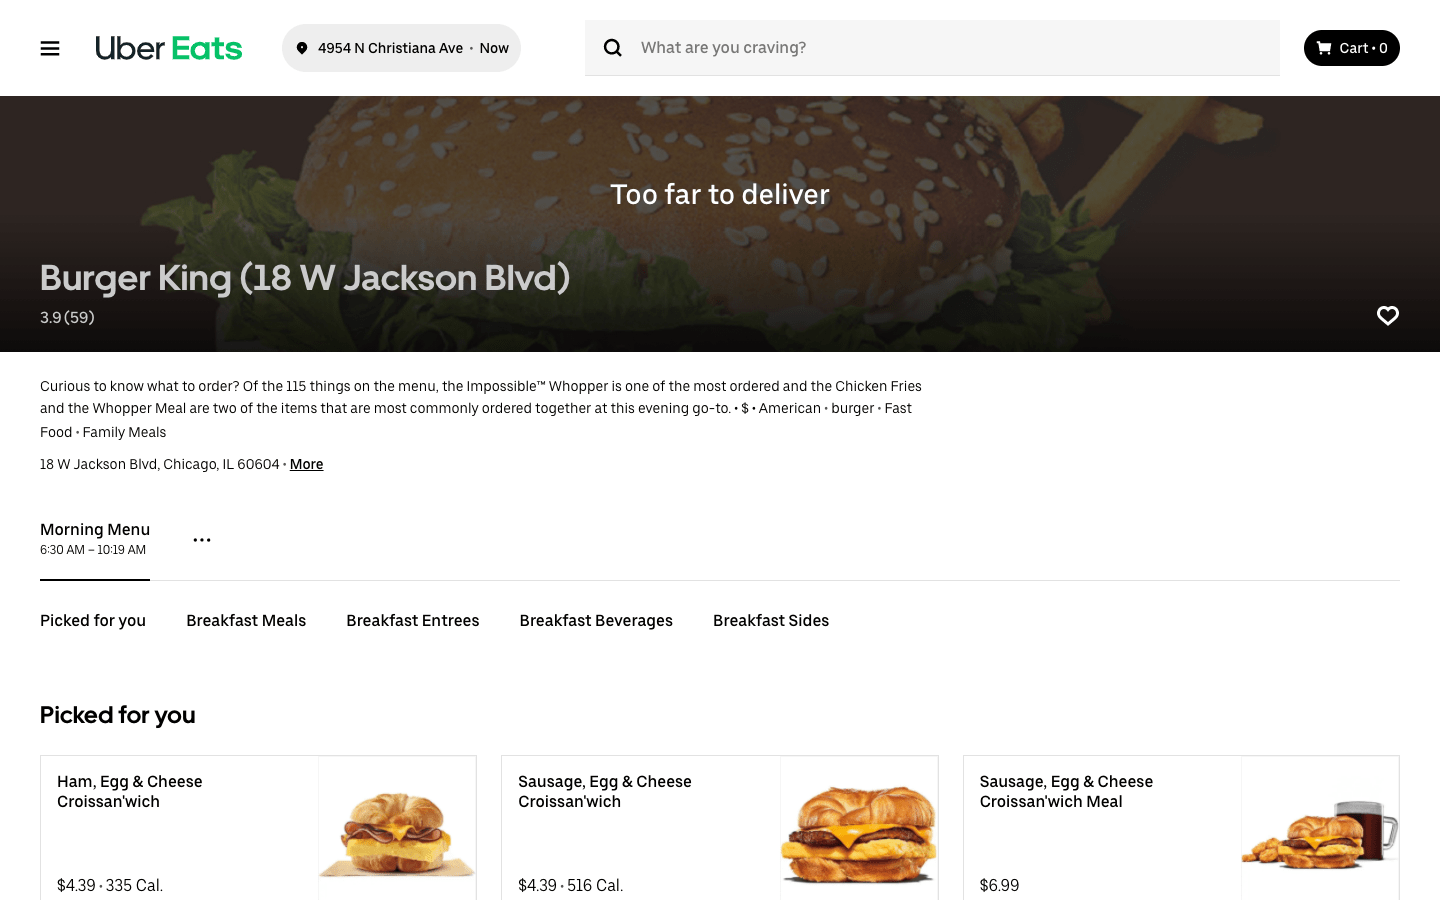 Uber Eats
4954 N Christiana Ave • Now
What are you craving?
Cart • 0
Too far to deliver
Burger King (18 W Jackson Blvd)
3.9 (59)
Curious to know what to order? Of the 115 things on the menu, the Impossible™ Whopper is one of the most ordered and the Chicken Fries
and the Whopper Meal are two of the items that are most commonly ordered together at this evening go-to. • $ • American • burger • Fast
Food • Family Meals
18 W Jackson Blvd, Chicago, IL 60604 • More
Morning Menu
6:30 AM – 10:19 AM
...
Picked for you
Breakfast Meals
Breakfast Entrees
Breakfast Beverages
Breakfast Sides
Picked for you
Ham, Egg & Cheese
Croissan'wich
$4.39 • 335 Cal.
Sausage, Egg & Cheese
Croissan'wich
$4.39 • 516 Cal.
Sausage, Egg & Cheese
Croissan'wich Meal
$6.99